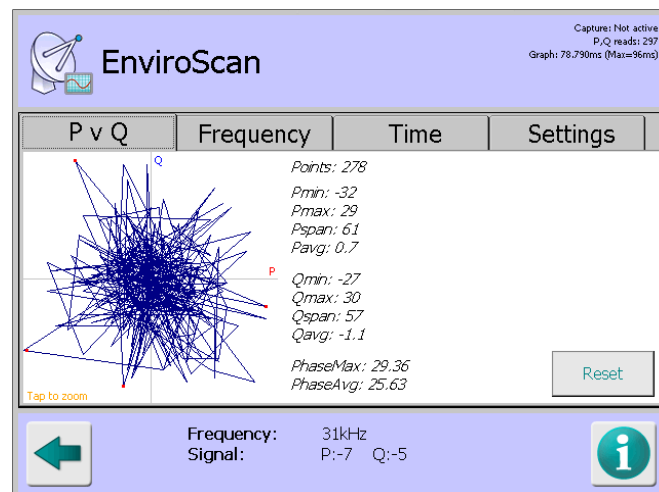 Capture: Not active
P,Q reads: 297
Graph: 78.790ms (Max=96ms)
EnviroScan
P v Q
Frequency
Time
Settings
Q
P
Tap to zoom
Points: 278
Pmin: -32
Pmax: 29
Pspan: 61
Pavg: 0.7
Qmin: -27
Qmax: 30
Qspan: 57
Qavg: -1.1
PhaseMax: 29.36
PhaseAvg: 25.63
Reset
Frequency: 31kHz
Signal: P:-7 Q:-5
i